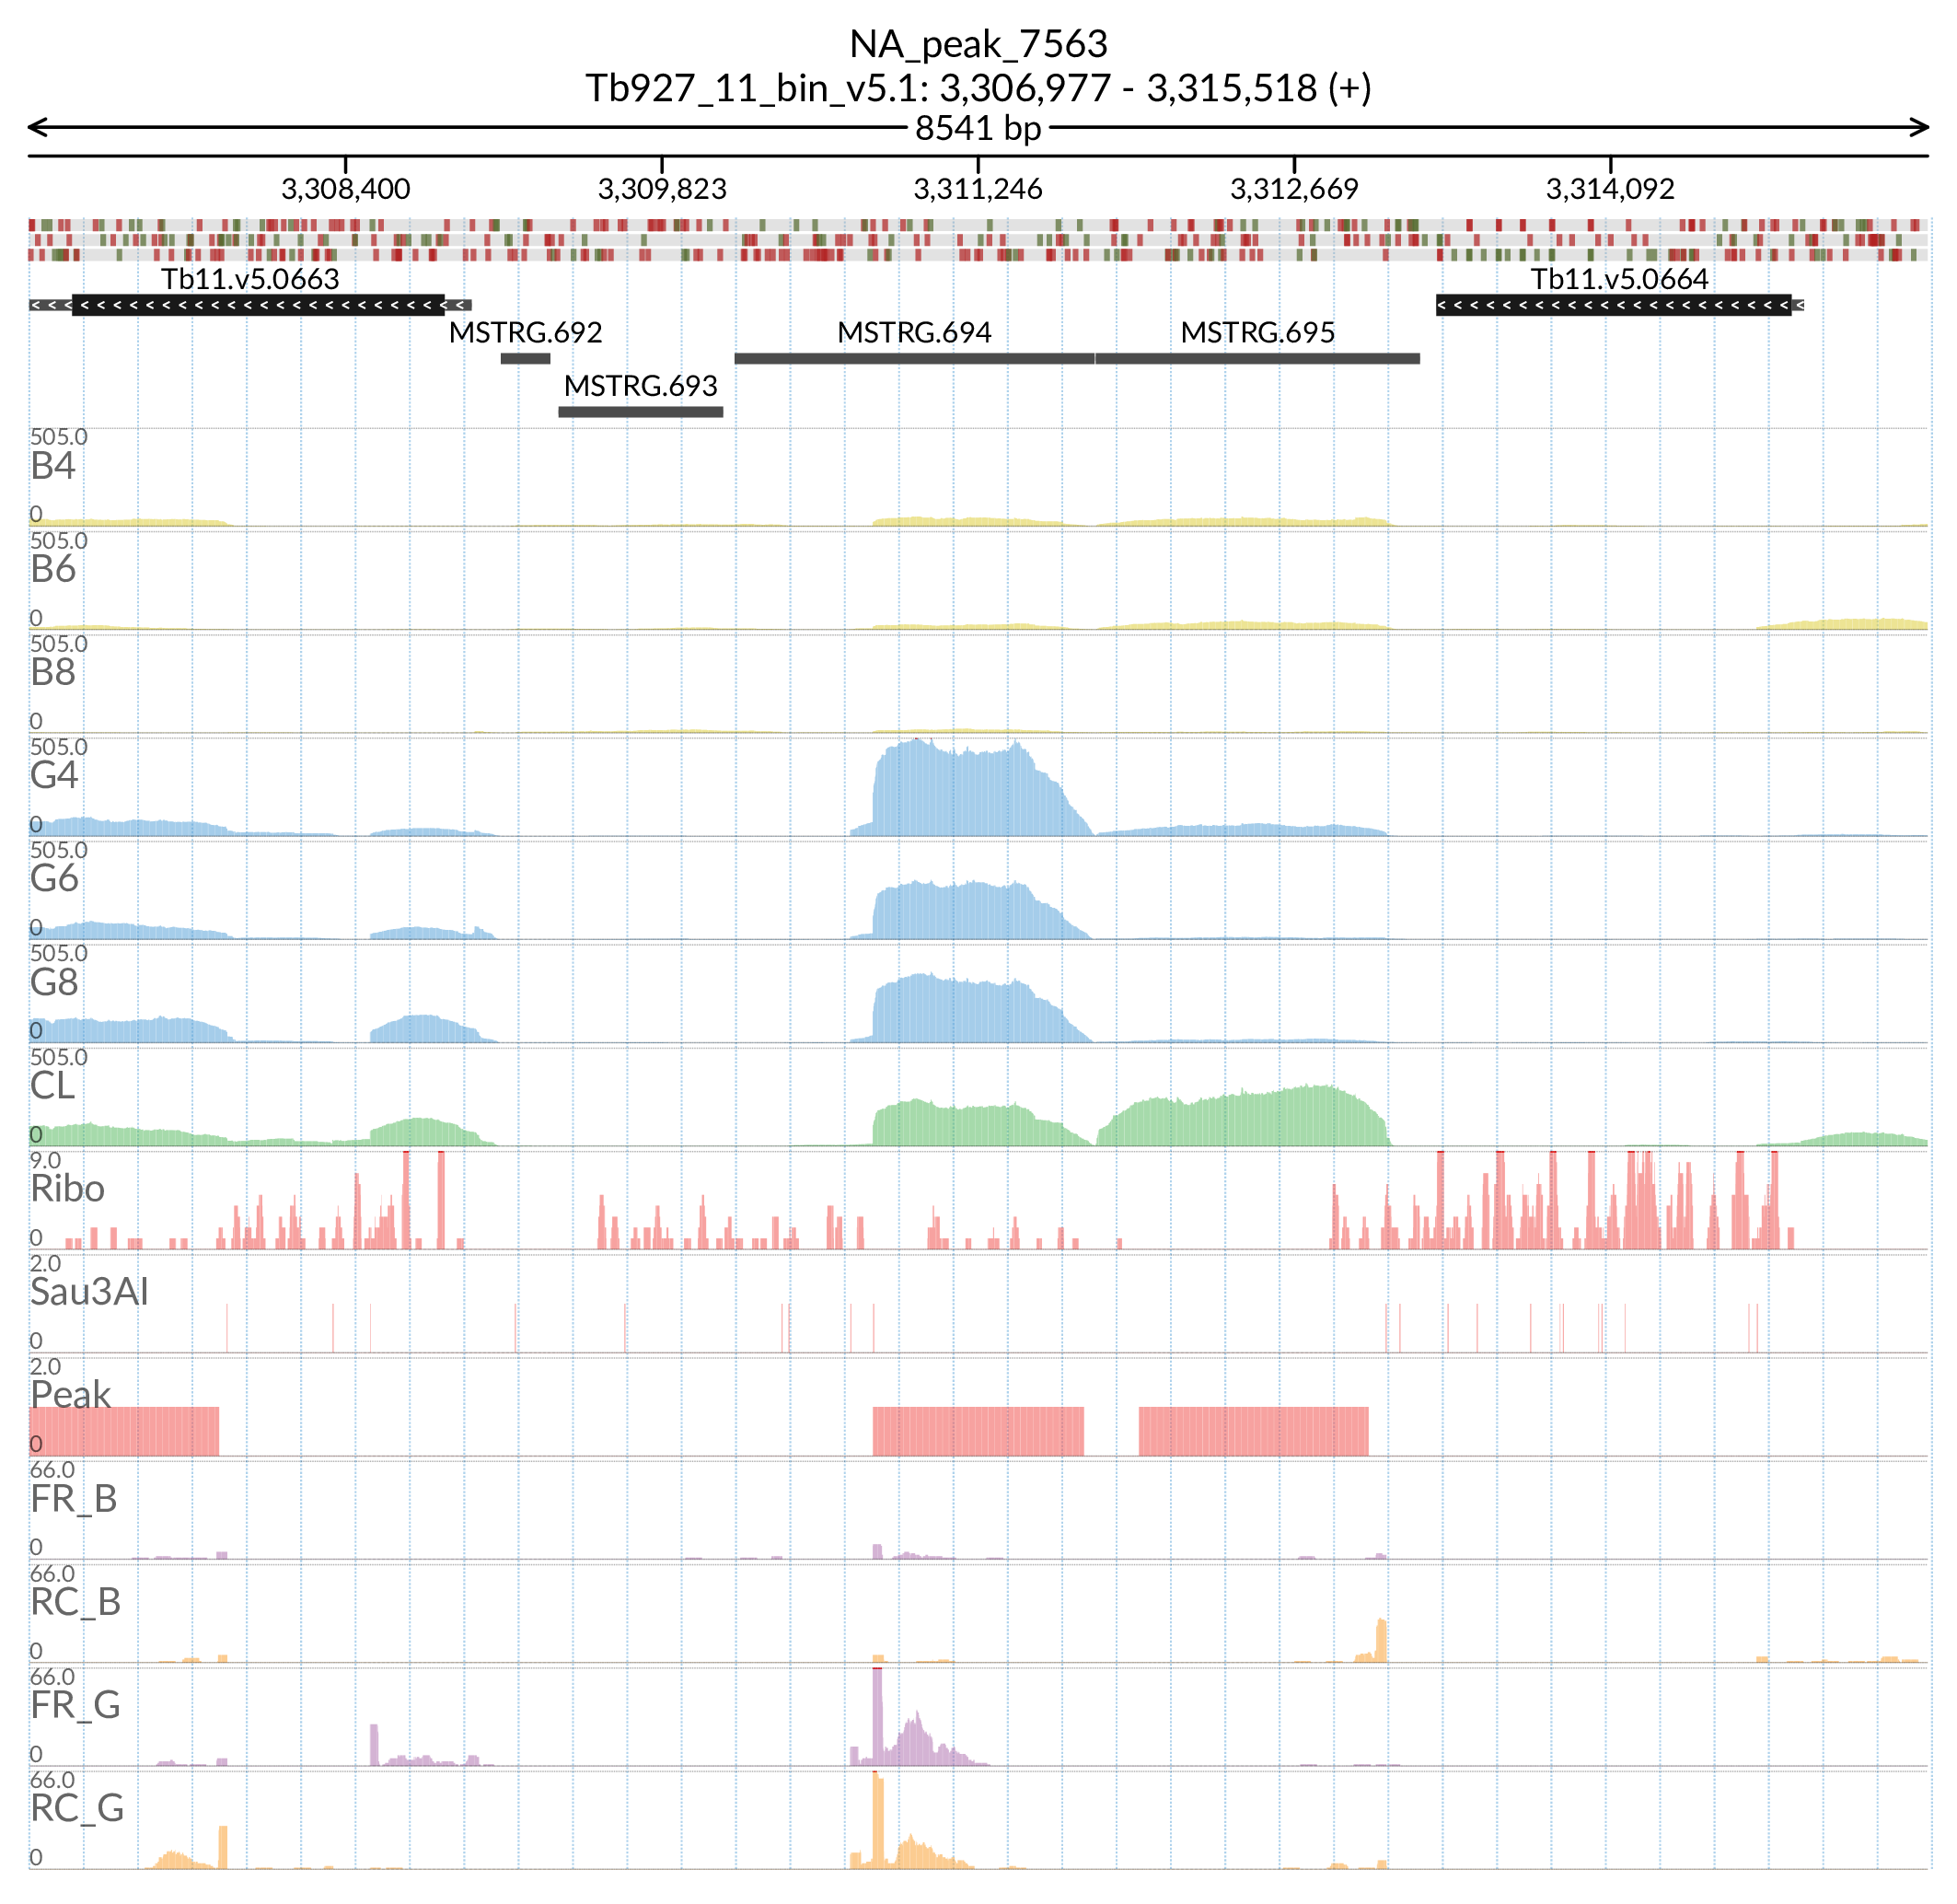 NA_peak_7563
Tb927_11_bin_v5.1: 3,306,977 - 3,315,518 (+)
8541 bp
3,308,400 3,309,823 3,311,246 3,312,669 3,314,092
Tb11.v5.0663 Tb11.v5.0664
MSTRG.692 MSTRG.694 MSTRG.695
MSTRG.693
505.0
B4
0
505.0
B6
0
505.0
B8
0
505.0
G4
0
505.0
G6
0
505.0
G8
0
505.0
CL
0
9.0
Ribo
0
2.0
Sau3AI
0
2.0
Peak
0
66.0
FR_B
0
66.0
RC_B
0
66.0
FR_G
0
66.0
RC_G
0